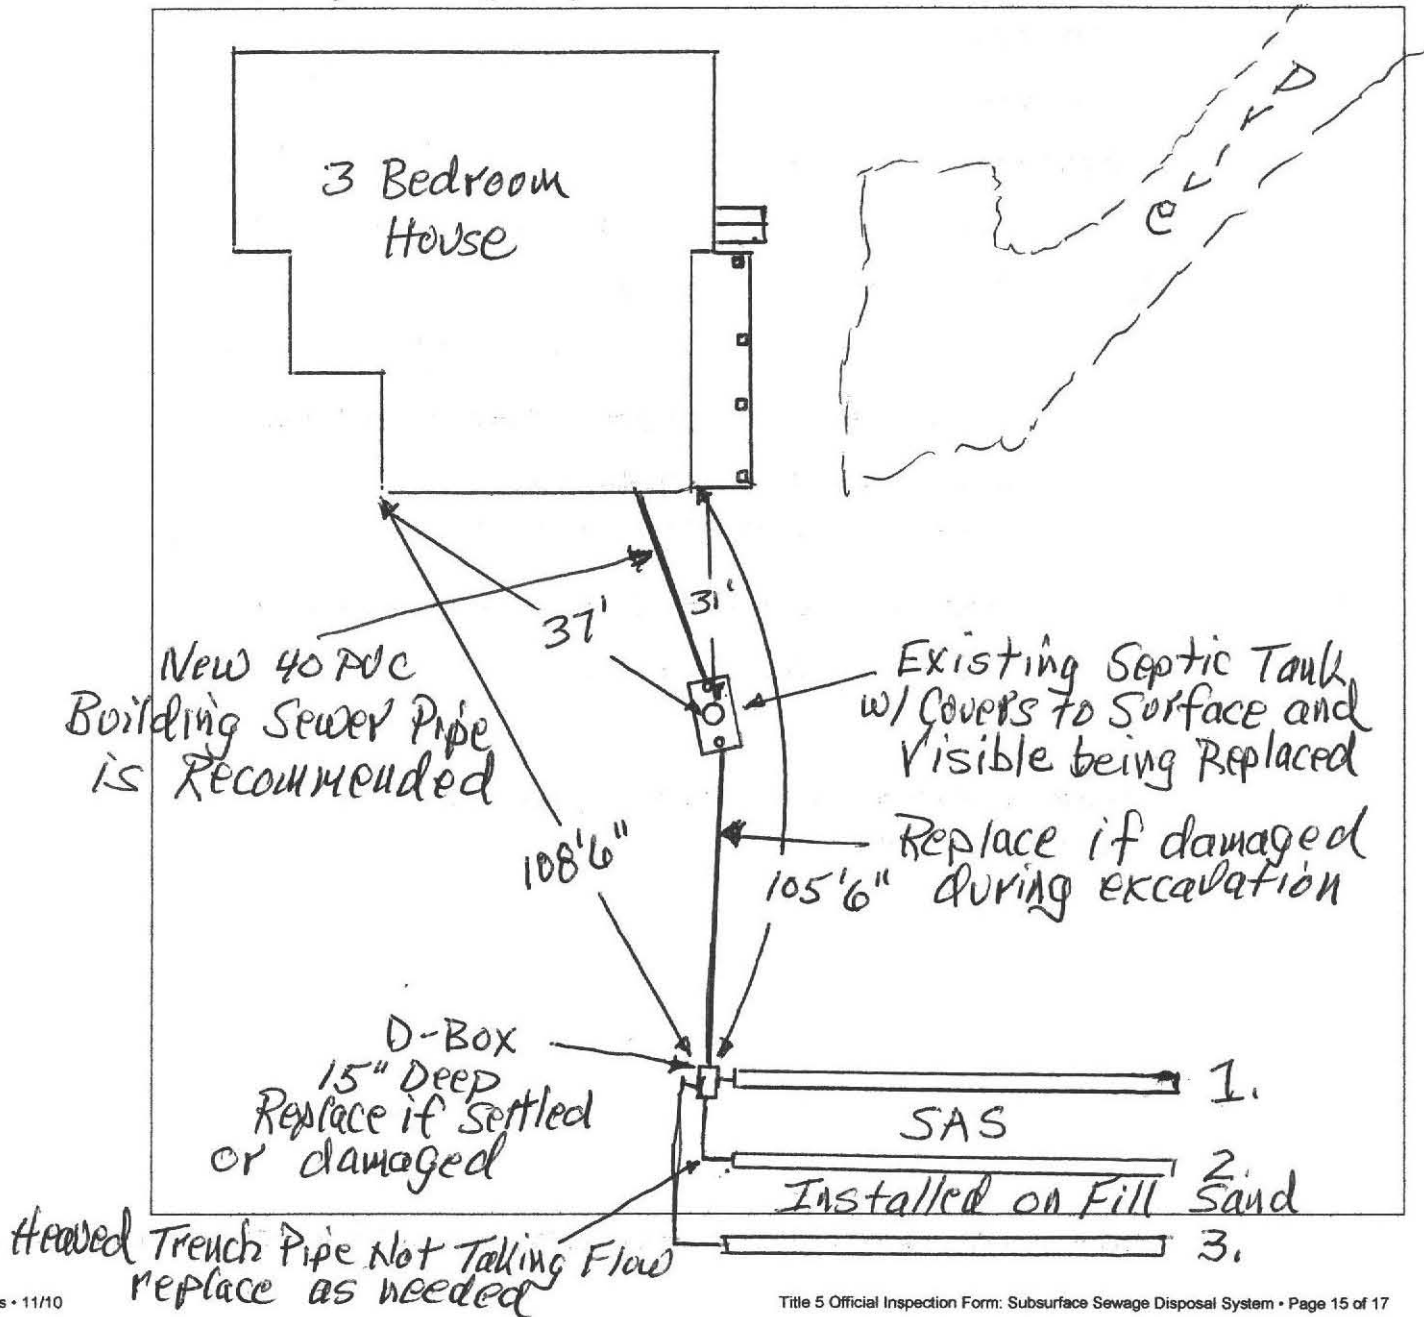 3 Bedroom
House
D
r
i
v
e
37'
31'
New 40 PVC
Building Sewer Pipe
is Recommended
Existing Septic Tank
w/ Covers to Surface and
Visible being Replaced
108'6"
Replace if damaged
during excavation
105'6"
D-Box
15" Deep
Replace if settled
or damaged
1.
SAS
2.
Installed on Fill Sand
3.
Heaved Trench Pipe Not Taking Flow
replace as needed
s • 11/10
Title 5 Official Inspection Form: Subsurface Sewage Disposal System • Page 15 of 17